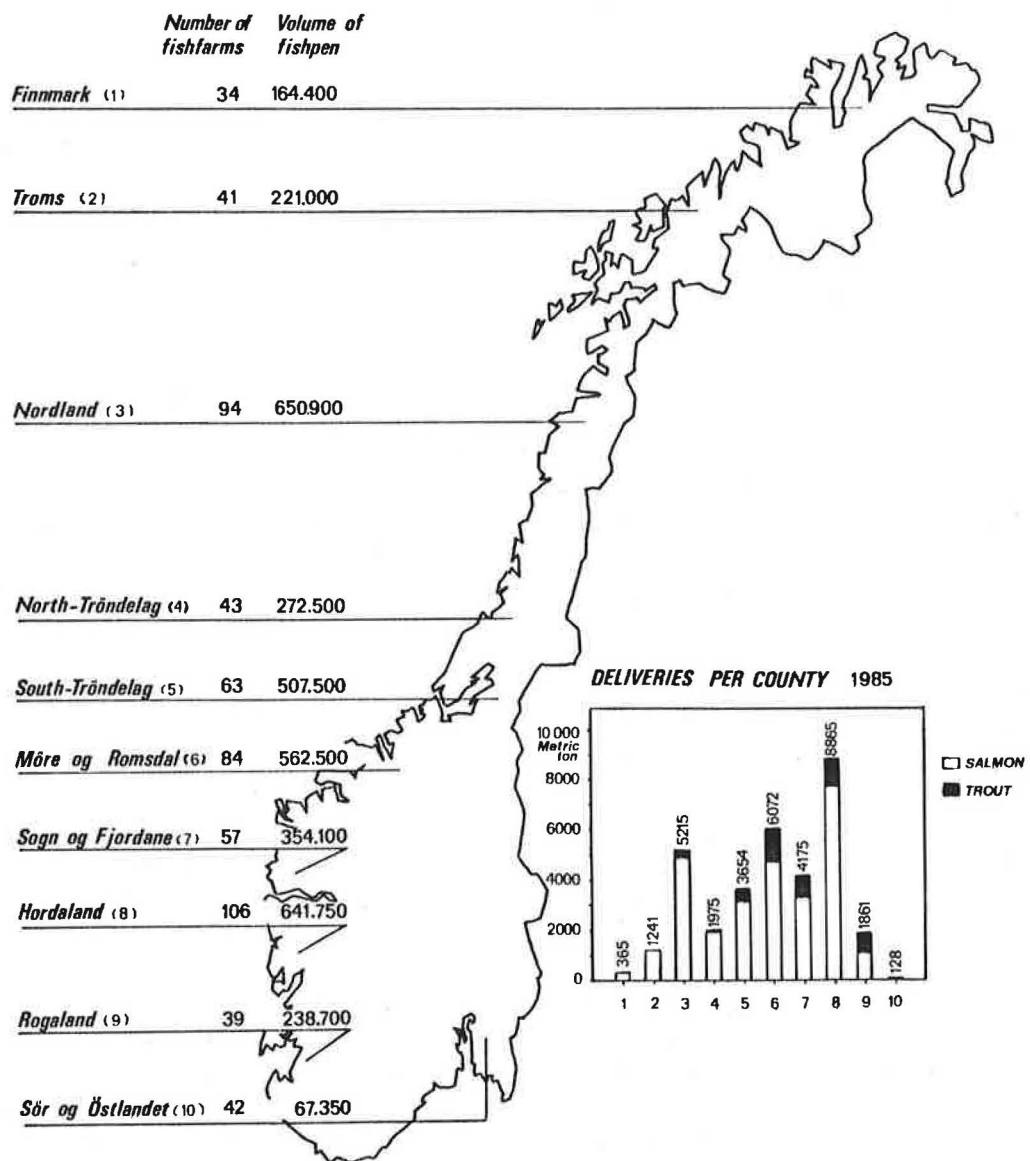 Number of Volume of
fishfarms fishpen
Finnmark (1) 34 164.400
Troms (2) 41 221.000
Nordland (3) 94 650.900
North-Tröndelag (4) 43 272.500
South-Tröndelag (5) 63 507.500
Möre og Romsdal (6) 84 562.500
Sogn og Fjordane (7) 57 354.100
Hordaland (8) 106 641.750
Rogaland (9) 39 238.700
Sör og Östlandet (10) 42 67.350
DELIVERIES PER COUNTY 1985
10 000
Metric
ton
8000
6000
4000
2000
0
365
1241
5215
1975
3654
6072
4175
8865
1861
128
1 2 3 4 5 6 7 8 9 10
SALMON
TROUT